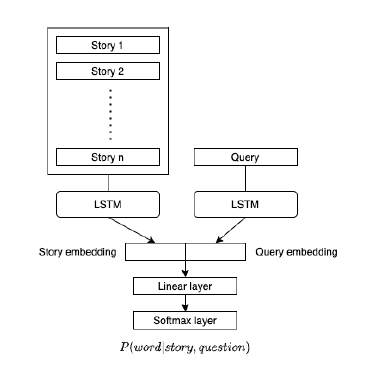 Story 1
Story 2
Story n
Query
LSTM
LSTM
Story embedding
Query embedding
Linear layer
Softmax layer
P(word|story, question)